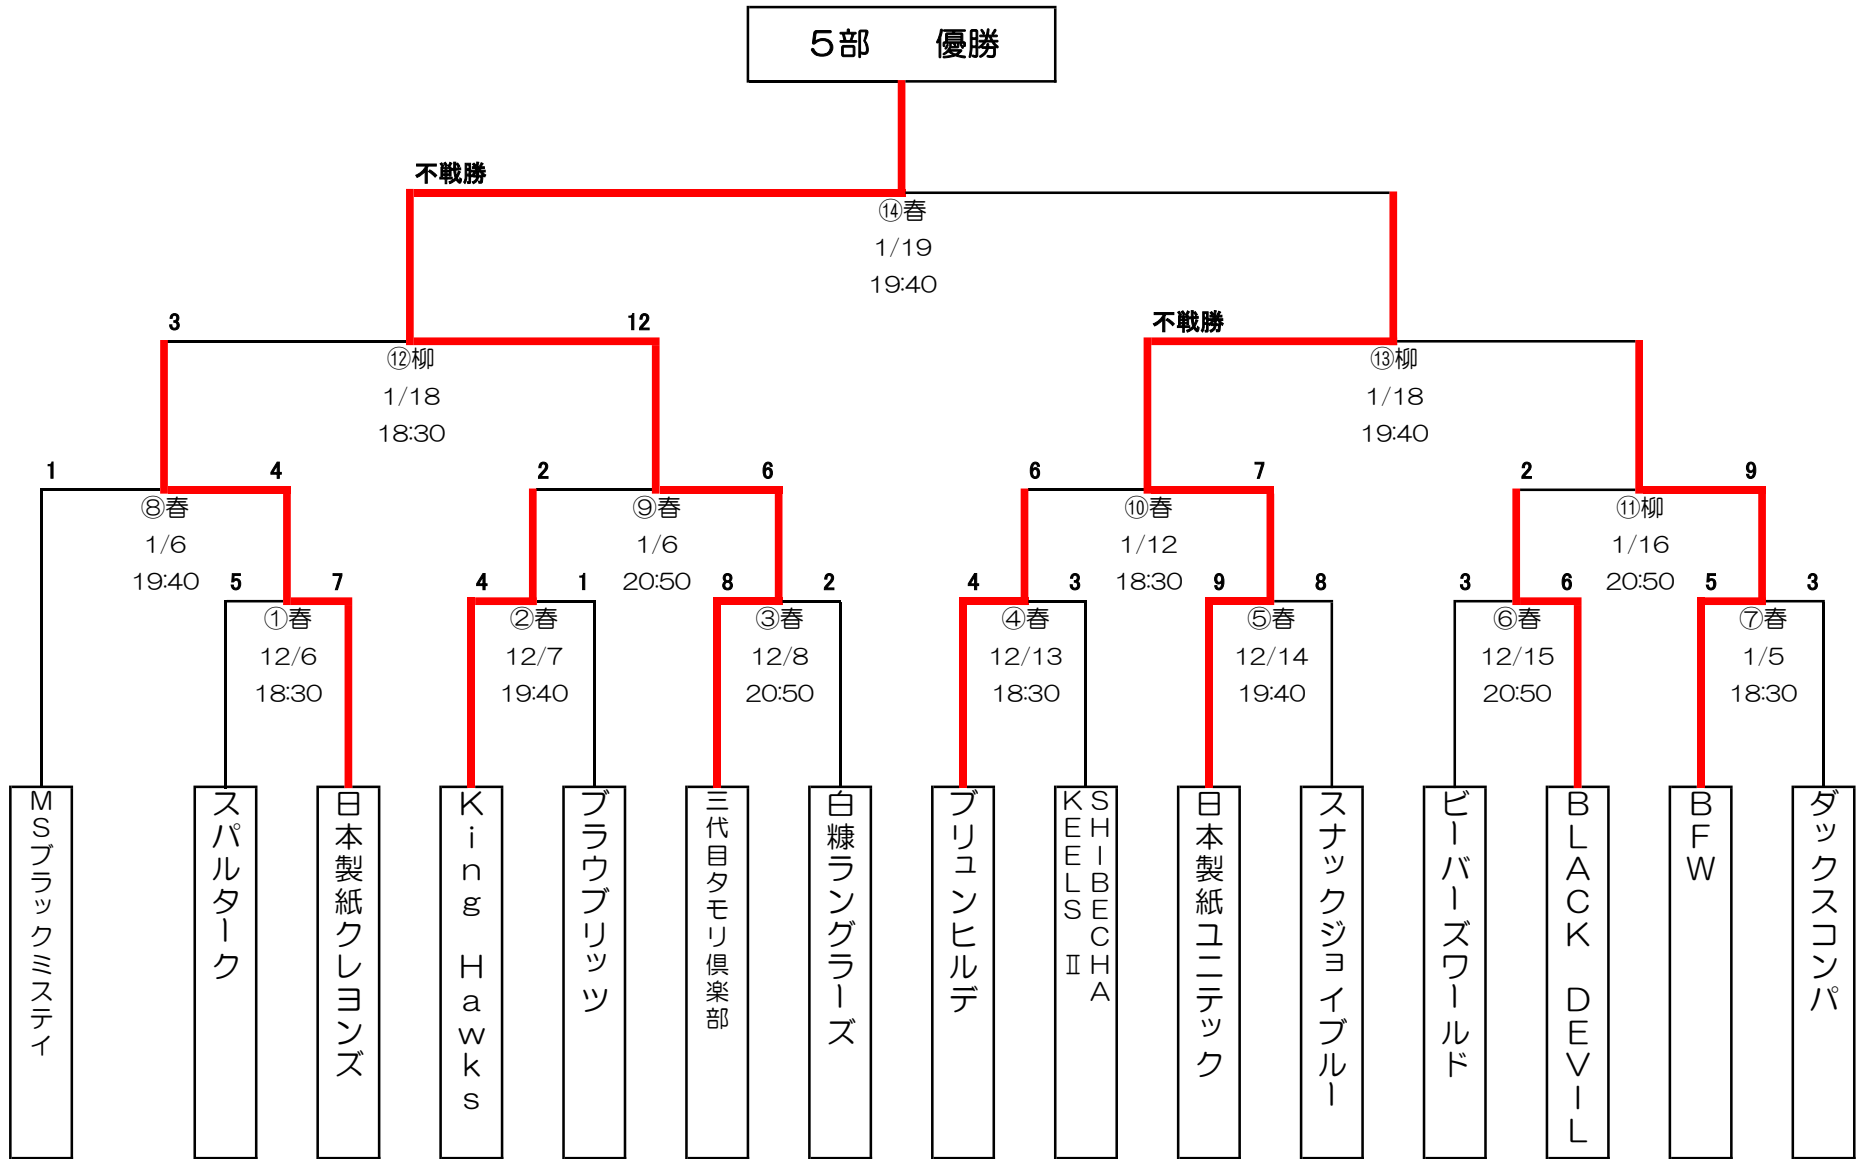 5部　優勝
不戦勝
⑭春
1/19
19:40
3
12
不戦勝
⑫柳
1/18
18:30
⑬柳
1/18
19:40
1
4
2
6
6
7
2
9
⑧春
1/6
19:40
⑨春
1/6
20:50
⑩春
1/12
18:30
⑪柳
1/16
20:50
5
7
4
1
8
2
4
3
9
8
3
6
5
3
①春
12/6
18:30
②春
12/7
19:40
③春
12/8
20:50
④春
12/13
18:30
⑤春
12/14
19:40
⑥春
12/15
20:50
⑦春
1/5
18:30
MSブラックミステイ
スパルターク
日本製紙クレヨンズ
King Hawks
ブラウブリッツ
三代目タモリ倶楽部
白糠ラングラーズ
ブリュンヒルデ
SHIBECHA
KEELS Ⅱ
日本製紙ユニテック
スナックジョイブルー
ビーバーズワールド
BLACK DEVIL
BFW
ダックスコンパ